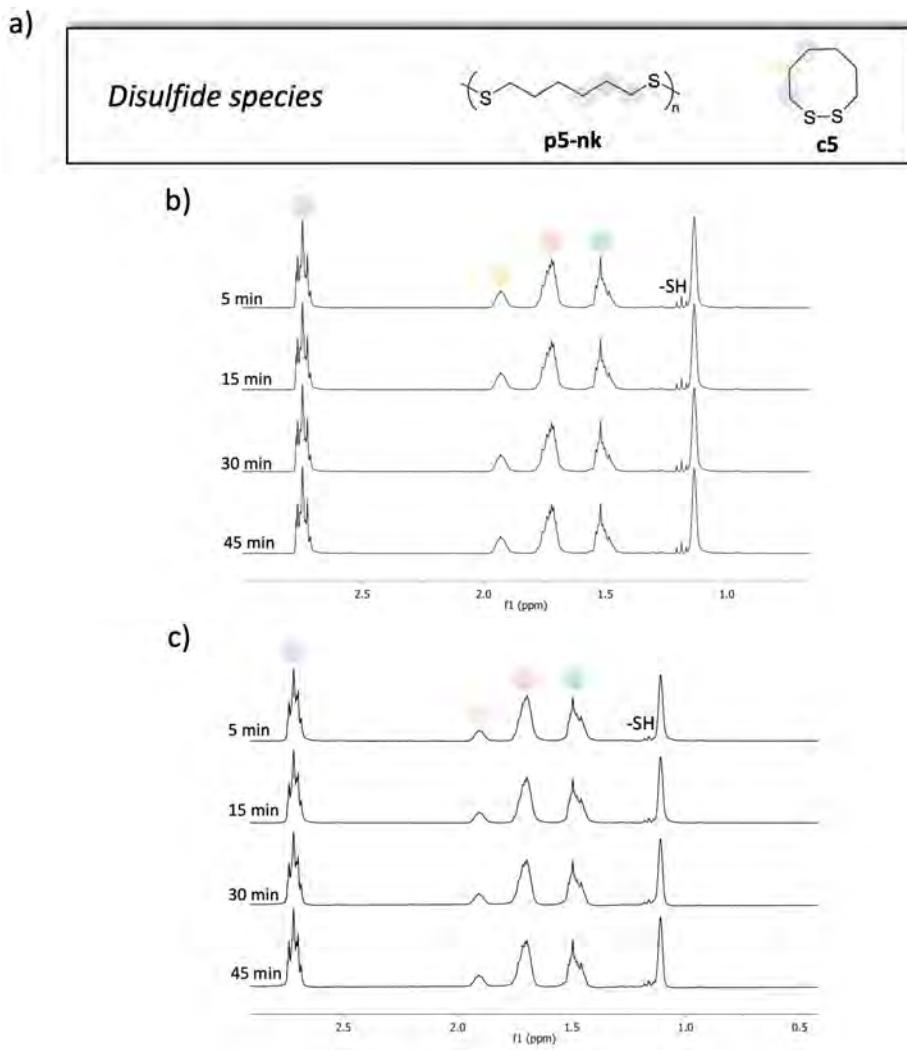 a)
Disulfide species
S
S
n
p5-nk
S–S
c5
b)
-SH
5 min
15 min
30 min
45 min
2.5 2.0 1.5 1.0
f1 (ppm)
c)
-SH
5 min
15 min
30 min
45 min
2.5 2.0 1.5 1.0 0.5
f1 (ppm)